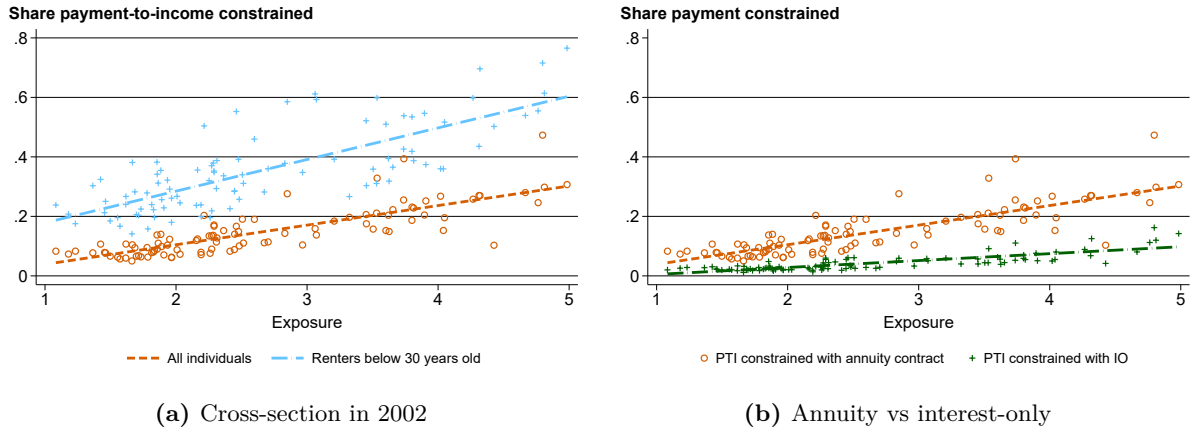 Share payment-to-income constrained
.8
.6
.4
.2
0
1 2 3 4 5
Exposure
All individuals Renters below 30 years old
(a) Cross-section in 2002
Share payment constrained
.8
.6
.4
.2
0
1 2 3 4 5
Exposure
PTI constrained with annuity contract PTI constrained with IO
(b) Annuity vs interest-only